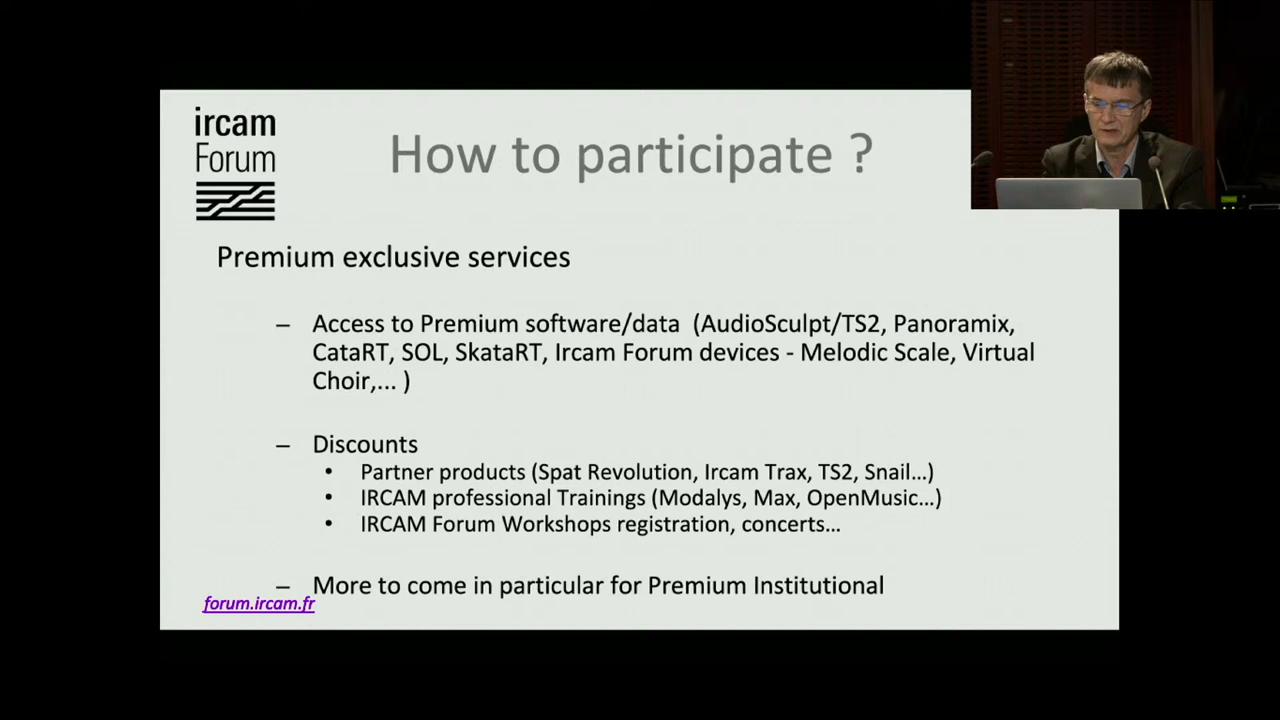 ircam
Forum
How to participate ?
Premium exclusive services
– Access to Premium software/data (AudioSculpt/TS2, Panoramix,
CataRT, SOL, SkataRT, Ircam Forum devices - Melodic Scale, Virtual
Choir,... )
– Discounts
• Partner products (Spat Revolution, Ircam Trax, TS2, Snail...)
• IRCAM professional Trainings (Modalys, Max, OpenMusic...)
• IRCAM Forum Workshops registration, concerts...
– More to come in particular for Premium Institutional
forum.ircam.fr